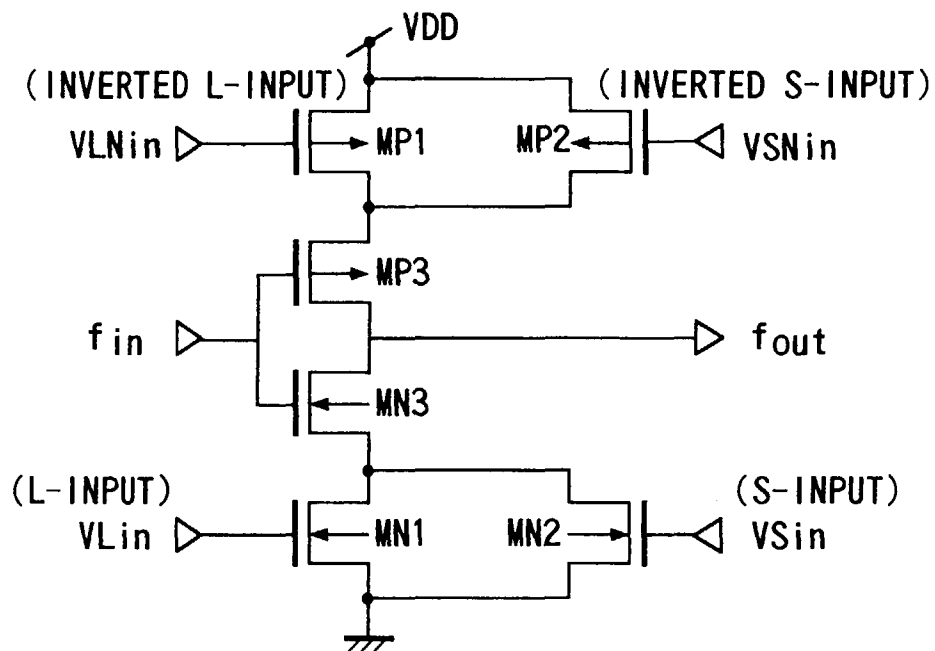 VDD
(INVERTED L-INPUT)
(INVERTED S-INPUT)
VLNin
MP1
MP2
VSNin
MP3
fin
fout
MN3
(L-INPUT)
(S-INPUT)
VLin
MN1
MN2
VSin